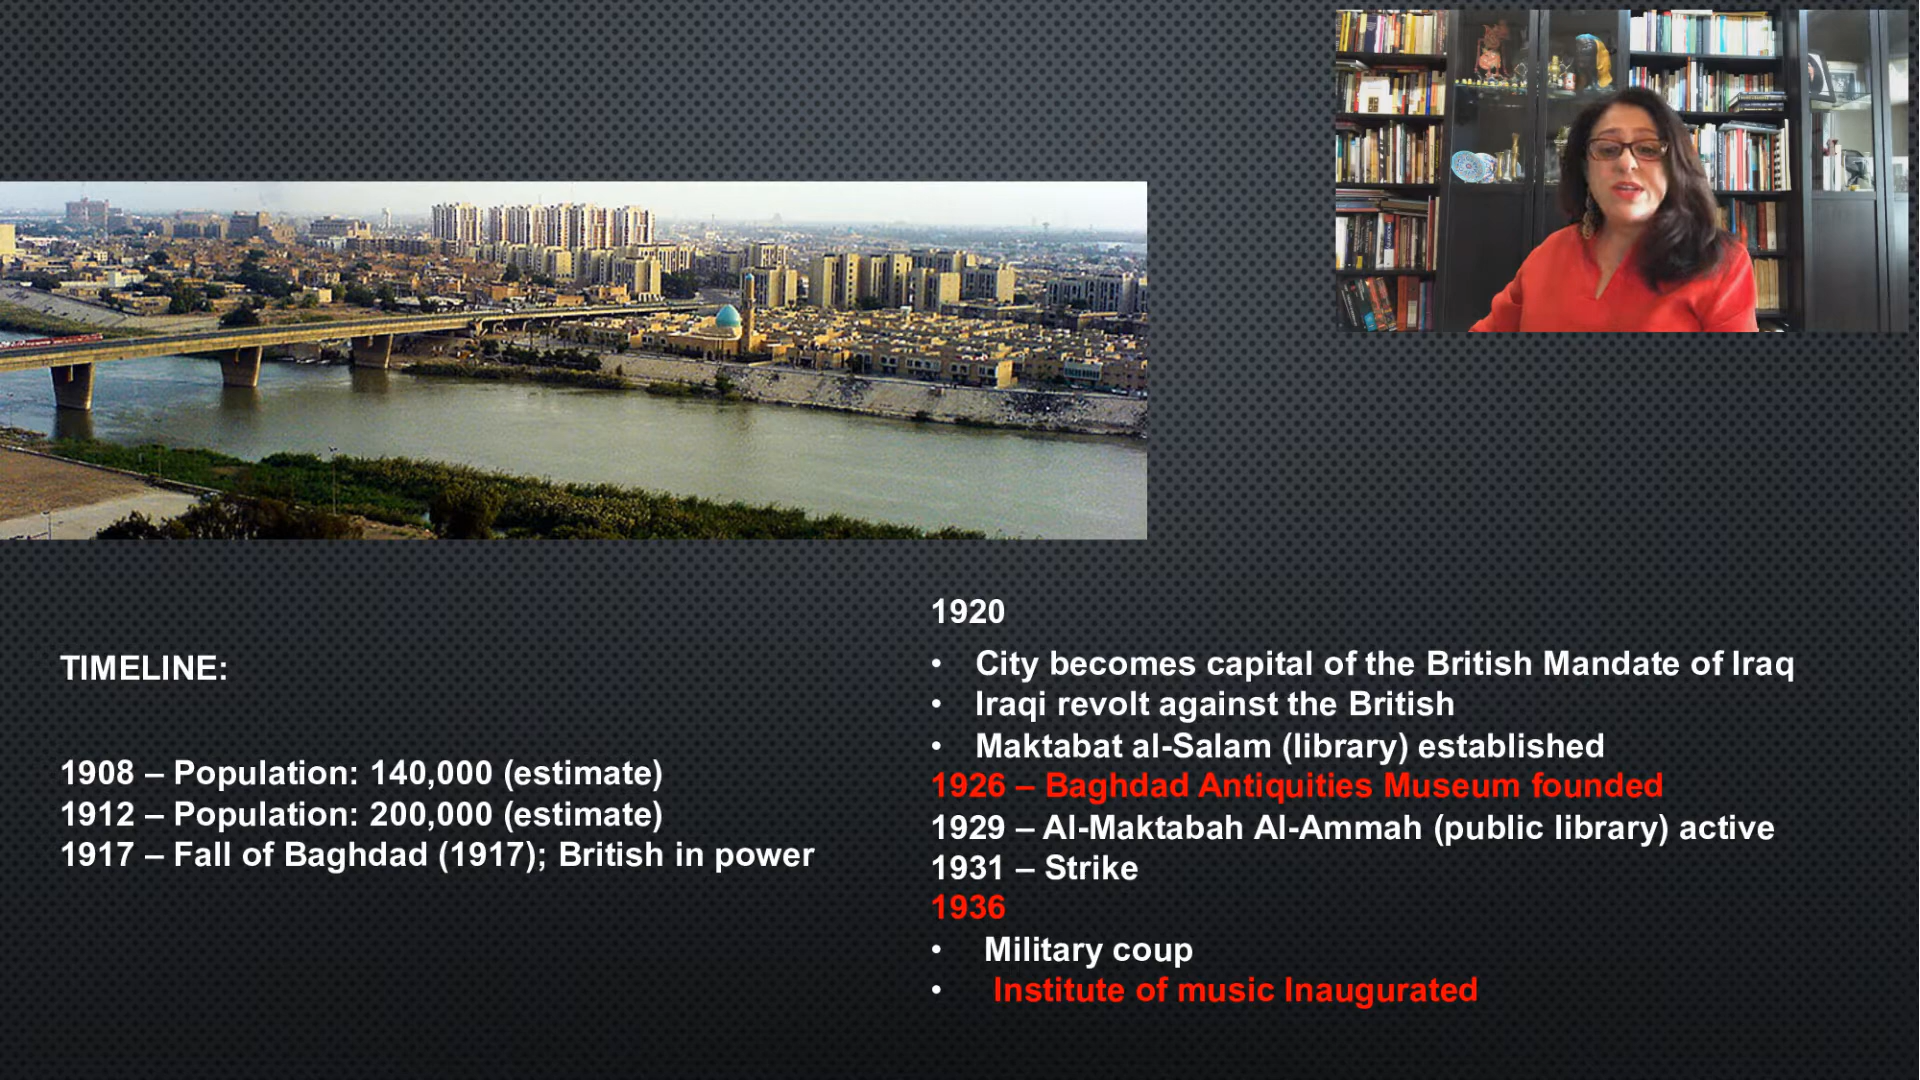 TIMELINE:
1908 – Population: 140,000 (estimate)
1912 – Population: 200,000 (estimate)
1917 – Fall of Baghdad (1917); British in power
1920
• City becomes capital of the British Mandate of Iraq
• Iraqi revolt against the British
• Maktabat al-Salam (library) established
1926 – Baghdad Antiquities Museum founded
1929 – Al-Maktabah Al-Ammah (public library) active
1931 – Strike
1936
• Military coup
• Institute of music Inaugurated